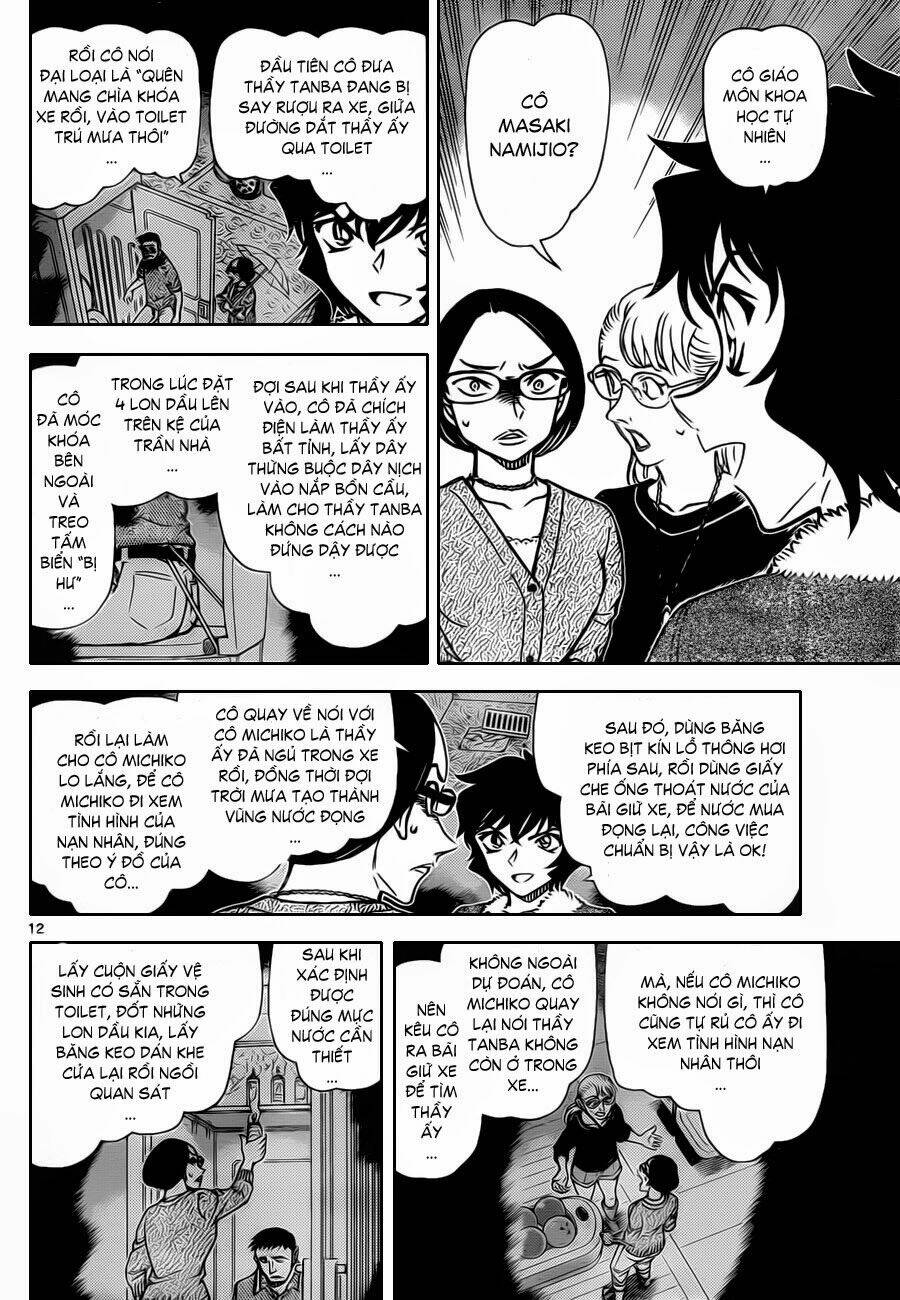 CÔ GIÁO
MÔN KHOA
HỌC TỰ
NHIÊN
...
CÔ
MASAKI
NAMIJIO?
ĐẦU TIÊN CÔ ĐƯA
THẦY TANBA ĐANG BỊ
SAY RƯỢU RA XE, GIỮA
ĐƯỜNG DẮT THẦY ẤY
QUA TOILET
...
RỒI CÔ NÓI
ĐẠI LOẠI LÀ "QUÊN
MANG CHÌA KHÓA
XE RỒI, VÀO TOILET
TRÚ MƯA THÔI"
...
ĐỢI SAU KHI THẦY ẤY
VÀO, CÔ ĐÃ CHÍCH
ĐIỆN LÀM THẦY ẤY
BẤT TỈNH, LẤY DÂY
THỪNG BUỘC DÂY NỊCH
VÀO NẮP BỒN CẦU,
LÀM CHO THẦY TANBA
KHÔNG CÁCH NÀO
ĐỨNG DẬY ĐƯỢC
...
TRONG LÚC ĐẶT
4 LON DẦU LÊN
TRÊN KỆ CỦA
TRẦN NHÀ
...
CÔ
ĐÃ MÓC
KHÓA
BÊN
NGOÀI
VÀ
TREO
TẤM
BIỂN "BỊ
HƯ"
...
SAU ĐÓ, DÙNG BĂNG
KEO BỊT KÍN LỖ THÔNG HƠI
PHÍA SAU, RỒI DÙNG GIẤY
CHE ỐNG THOÁT NƯỚC CỦA
BÃI GIỮ XE, ĐỂ NƯỚC MUA
ĐỌNG LẠI, CÔNG VIỆC
CHUẨN BỊ VẬY LÀ OK!
CÔ QUAY VỀ NÓI VỚI
CÔ MICHIKO LÀ THẦY
ẤY ĐÃ NGỦ TRONG XE
RỒI, ĐỒNG THỜI ĐỢI
TRỜI MƯA TẠO THÀNH
VŨNG NƯỚC ĐỌNG
...
RỒI LẠI LÀM
CHO CÔ MICHIKO
LO LẮNG, ĐỂ CÔ
MICHIKO ĐI XEM
TÌNH HÌNH CỦA
NẠN NHÂN, ĐÚNG
THEO Ý ĐỒ CỦA
CÔ...
12
MÀ, NẾU CÔ MICHIKO
KHÔNG NÓI GÌ, THÌ CÔ
CŨNG TỰ RỦ CÔ ẤY ĐI
XEM TÌNH HÌNH NẠN
NHÂN THÔI
...
KHÔNG NGOÀI
DỰ ĐOÁN, CÔ
MICHIKO QUAY
LẠI NÓI THẦY
TANBA KHÔNG
CÒN Ở TRONG
XE...
NÊN
KÊU CÔ
RA BÃI
GIỮ XE
ĐỂ TÌM
THẦY
ẤY
...
SAU KHI
XÁC ĐỊNH
ĐƯỢC
ĐÚNG MỰC
NƯỚC CẦN
THIẾT
...
LẤY CUỘN GIẤY VỆ
SINH CÓ SẴN TRONG
TOILET, ĐỐT NHỮNG
LON DẦU KIA, LẤY
BĂNG KEO DÁN KHE
CỬA LẠI RỒI NGỒI
QUAN SÁT
...